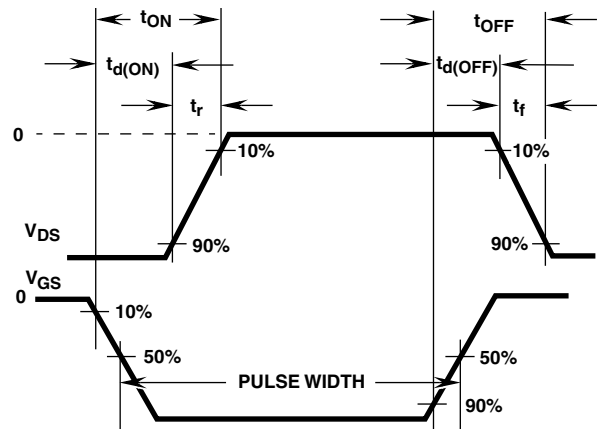 tON tOFF
td(ON) td(OFF)
tr tf
0
10% 10%
VDS 90% 90%
VGS
0
10%
50% 50%
PULSE WIDTH
90%